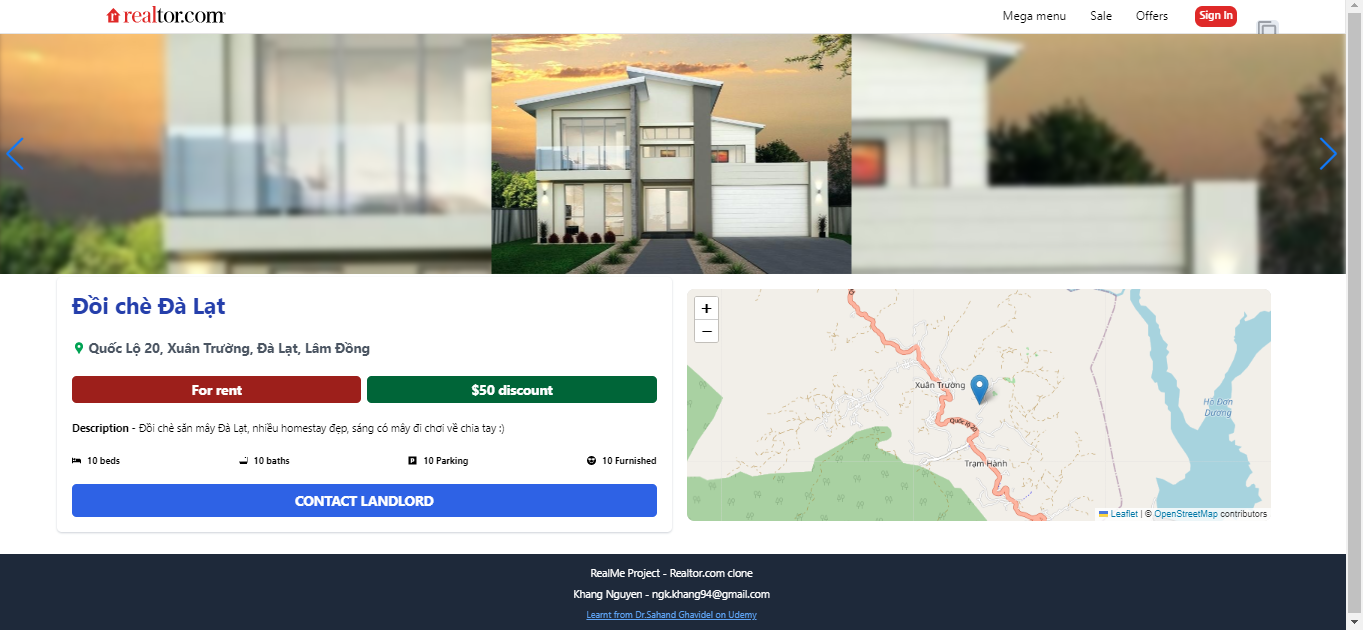 realtor.com
Mega menu
Sale
Offers
Sign In
Đồi chè Đà Lạt
Quốc Lộ 20, Xuân Trường, Đà Lạt, Lâm Đồng
For rent
$50 discount
Description - Đồi chè săn mây Đà Lạt, nhiều homestay đẹp, sáng có mây đi chơi về chia tay :)
10 beds
10 baths
P
10 Parking
10 Furnished
CONTACT LANDLORD
+
−
Xuân Trường
Quốc lộ 20
Trạm Hành
Hồ Đơn
Dương
Leaflet | © OpenStreetMap contributors
RealMe Project - Realtor.com clone
Khang Nguyen - ngk.khang94@gmail.com
Learnt from Dr.Sahand Ghavidel on Udemy